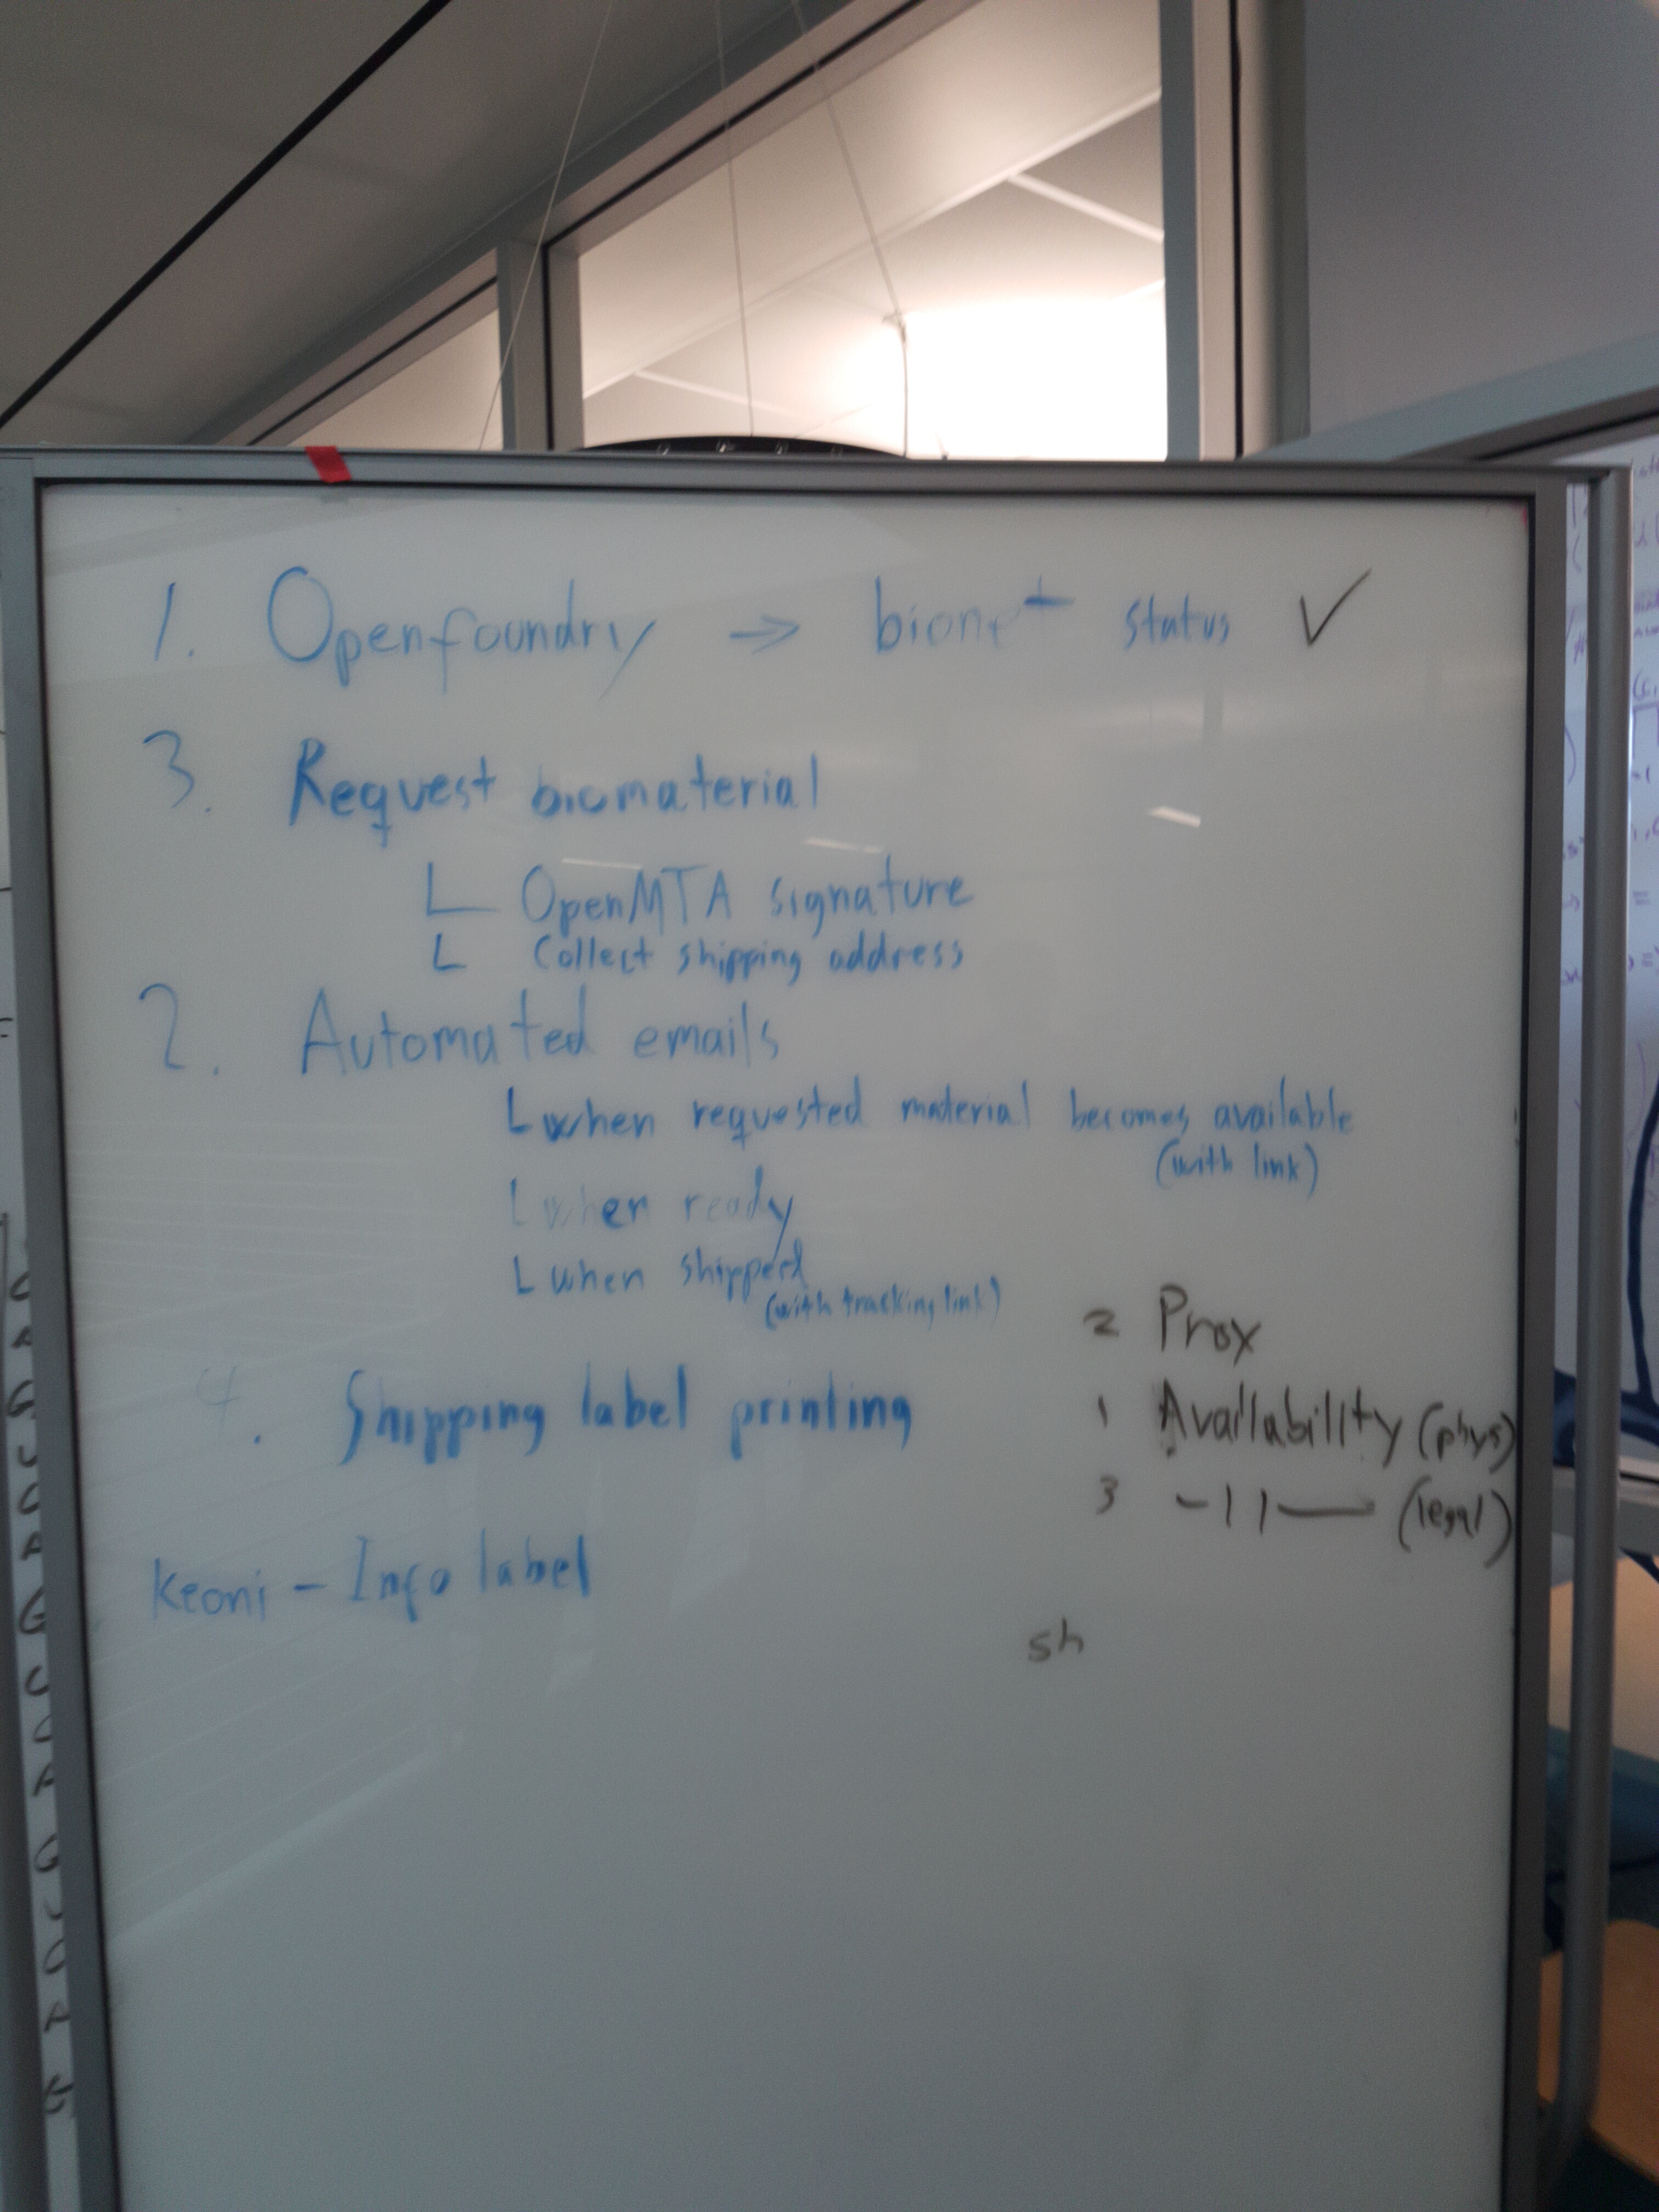 1. Openfoundry → bionet status ✓
3. Request biomaterial
└ OpenMTA signature
└ Collect shipping address
2. Automated emails
└ when requested material becomes available
(with link)
└ when ready
└ when shipped
(with tracking link)
2 Prox
4. Shipping label printing
1 Availability (phys)
3 -11- (legal)
Keoni - Info label
sh